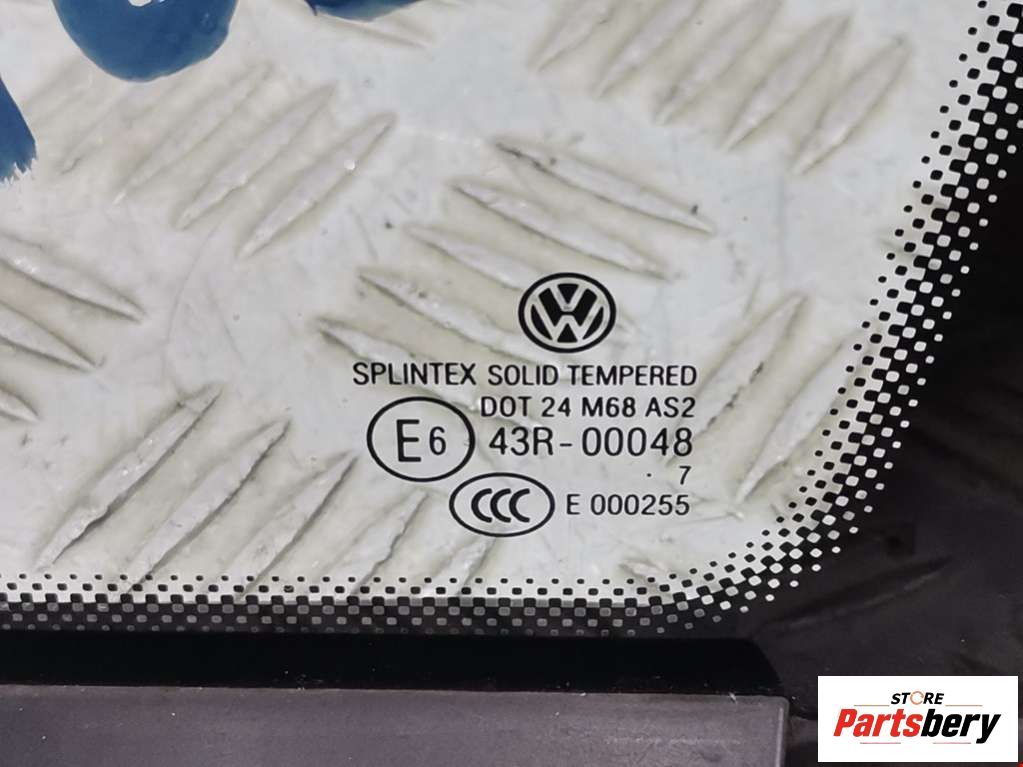 SPLINTEX SOLID TEMPERED
DOT 24 M68 AS2
E6 43R-00048
. 7
CCC E 000255
STORE
Partsbery